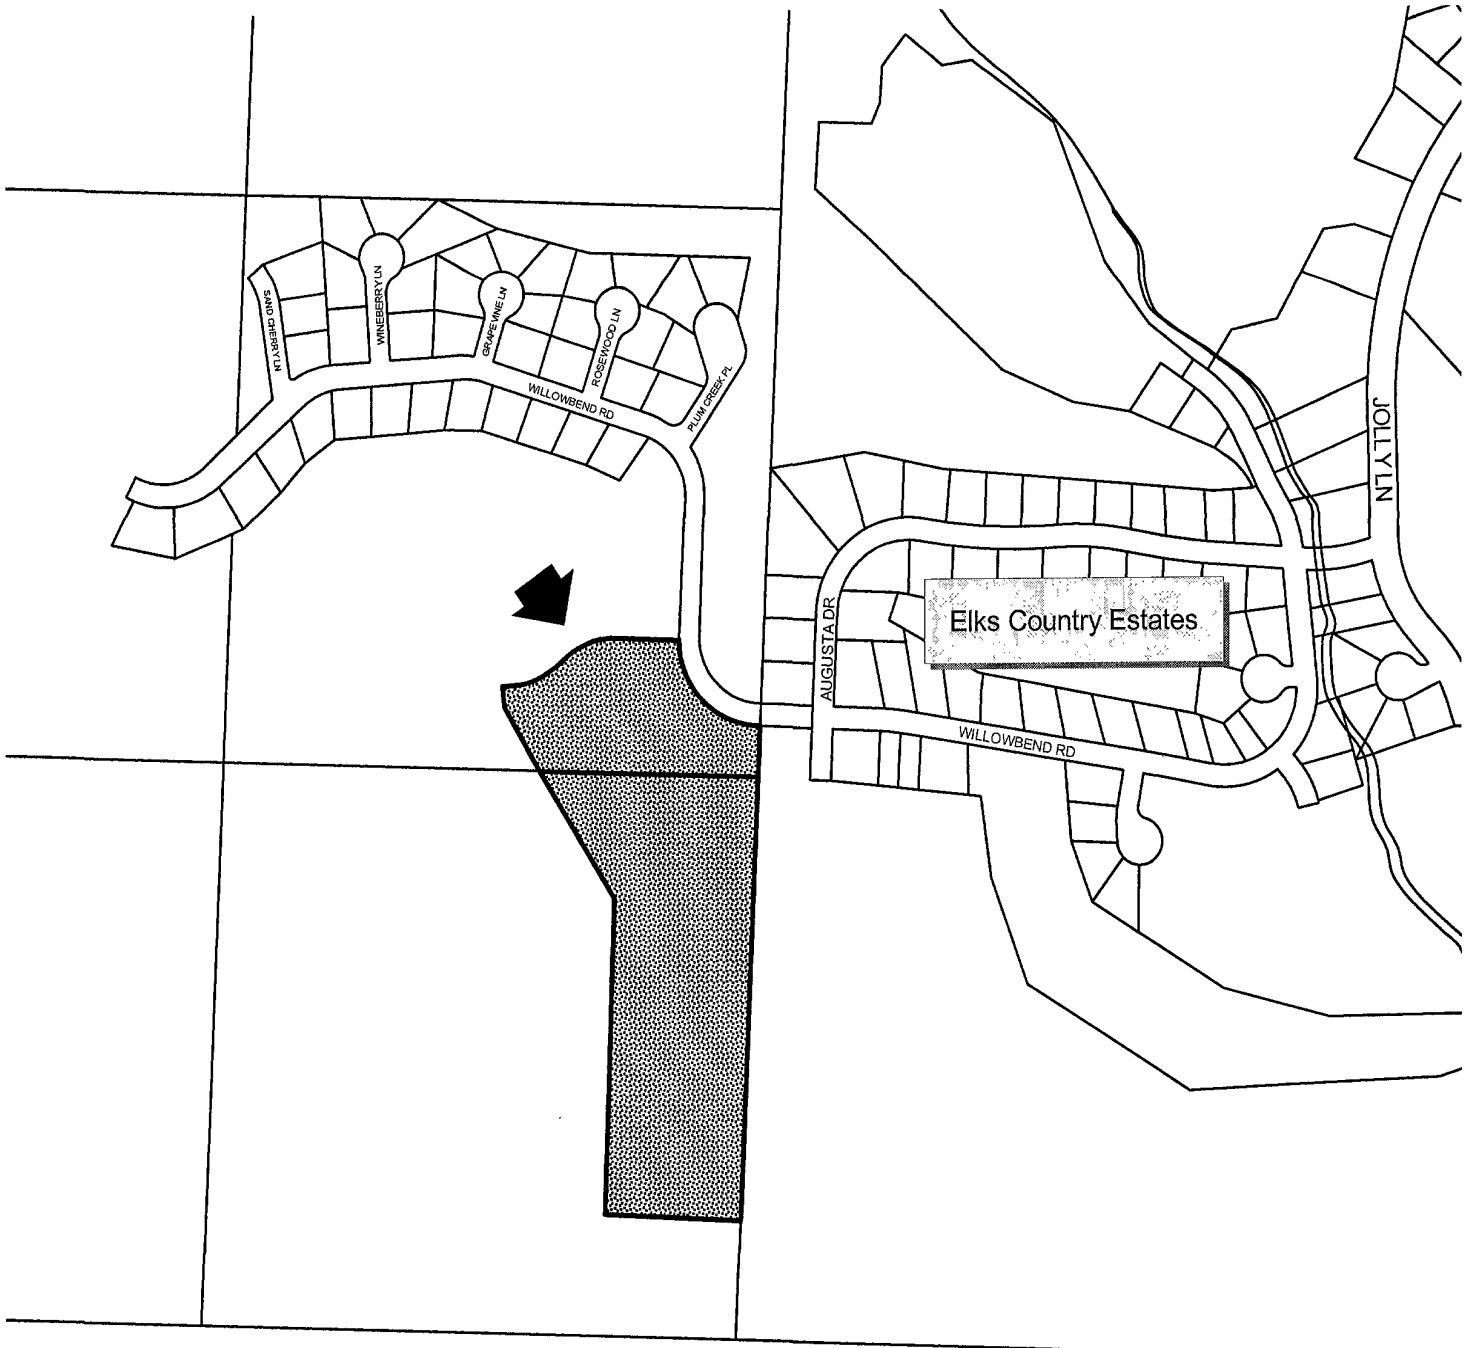 SAND CHERRY LN
WINEBERRY LN
GRAPEVINE LN
ROSEWOOD LN
PLUM CREEK PL
WILLOWBEND RD
JOLLY LN
Elks Country Estates
AUGUSTA DR
WILLOWBEND RD